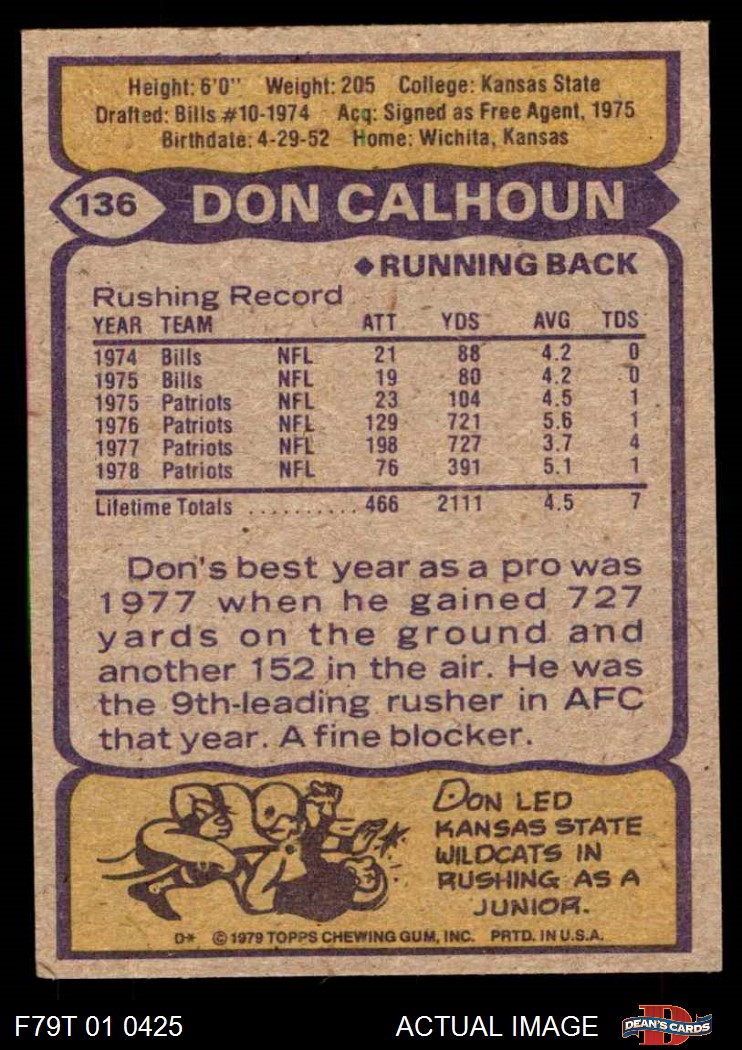 Height: 6'0" Weight: 205 College: Kansas State
Drafted: Bills #10-1974 Acq: Signed as Free Agent, 1975
Birthdate: 4-29-52 Home: Wichita, Kansas
136 DON CALHOUN
◆RUNNING BACK
Rushing Record
YEAR TEAM ATT YDS AVG TDS
1974 Bills NFL 21 88 4.2 0
1975 Bills NFL 19 80 4.2 0
1975 Patriots NFL 23 104 4.5 1
1976 Patriots NFL 129 721 5.6 1
1977 Patriots NFL 198 727 3.7 4
1978 Patriots NFL 76 391 5.1 1
Lifetime Totals .......... 466 2111 4.5 7
Don's best year as a pro was
1977 when he gained 727
yards on the ground and
another 152 in the air. He was
the 9th-leading rusher in AFC
that year. A fine blocker.
DON LED
KANSAS STATE
WILDCATS IN
RUSHING AS A
JUNIOR.
D* © 1979 TOPPS CHEWING GUM, INC. PRTD. IN U.S.A.
F79T 01 0425 ACTUAL IMAGE D DEAN'S CARDS